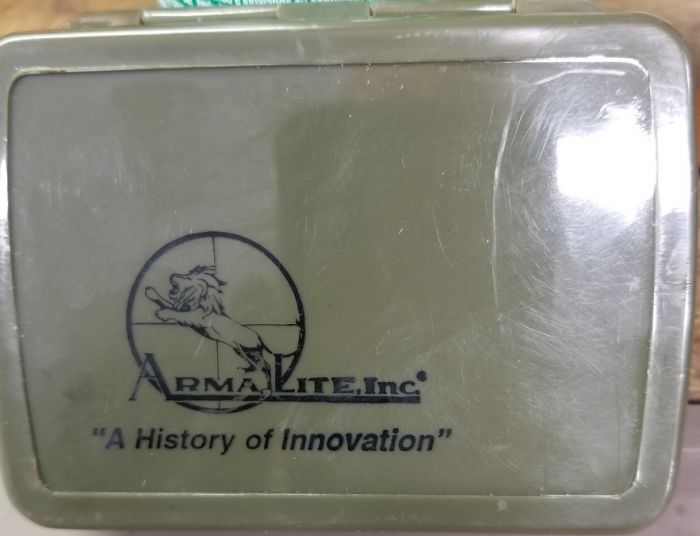 ARMALITE, INC.®
"A History of Innovation"